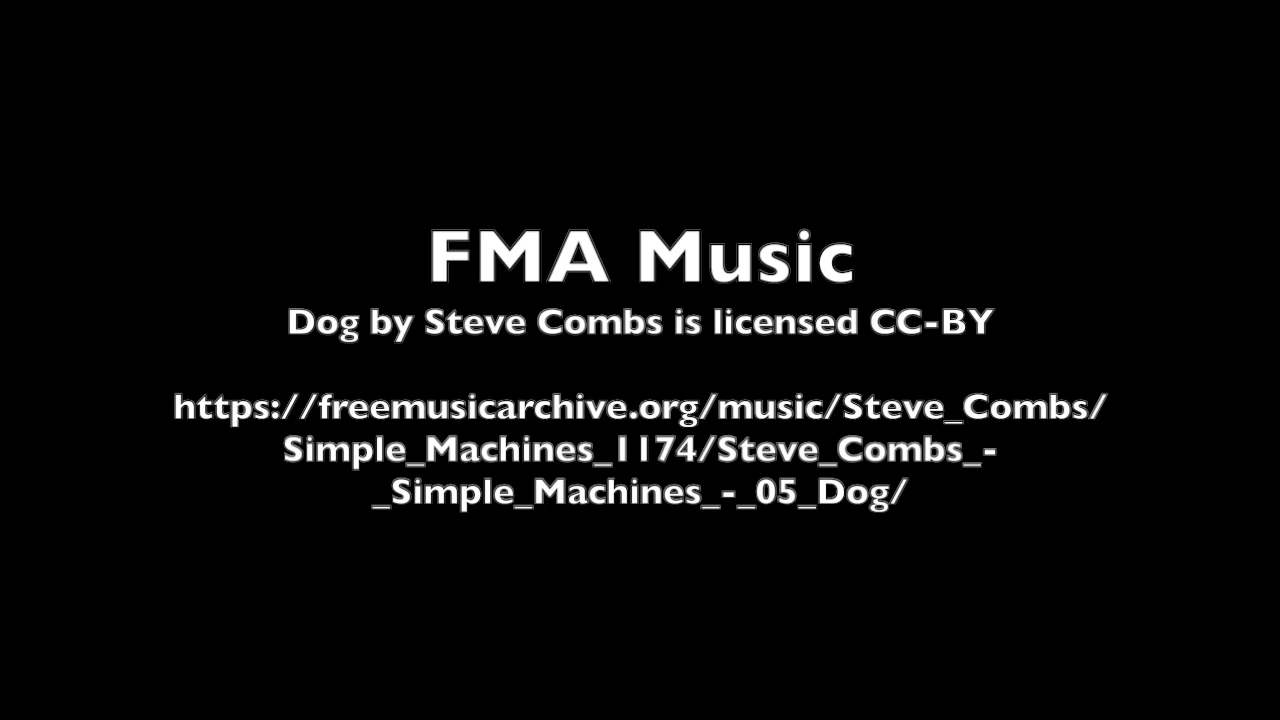 FMA Music
Dog by Steve Combs is licensed CC-BY
https://freemusicarchive.org/music/Steve_Combs/
Simple_Machines_1174/Steve_Combs_-
_Simple_Machines_-_05_Dog/